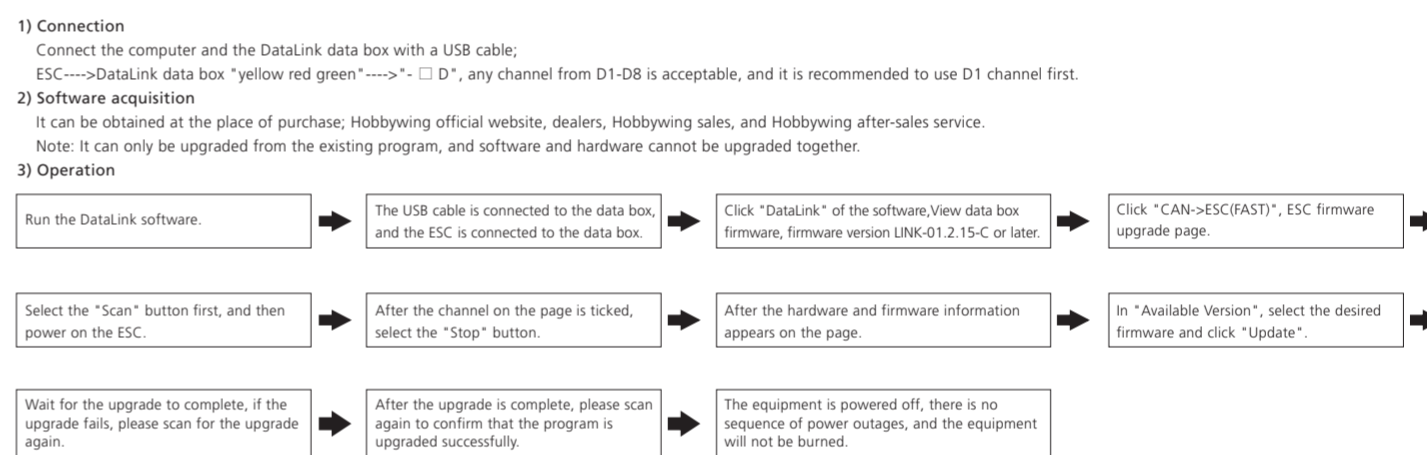 1) Connection
Connect the computer and the DataLink data box with a USB cable;
ESC---->DataLink data box "yellow red green"---->"- □ D", any channel from D1-D8 is acceptable, and it is recommended to use D1 channel first.
2) Software acquisition
It can be obtained at the place of purchase; Hobbywing official website, dealers, Hobbywing sales, and Hobbywing after-sales service.
Note: It can only be upgraded from the existing program, and software and hardware cannot be upgraded together.
3) Operation
Run the DataLink software.
The USB cable is connected to the data box,
and the ESC is connected to the data box.
Click "DataLink" of the software,View data box
firmware, firmware version LINK-01.2.15-C or later.
Click "CAN->ESC(FAST)", ESC firmware
upgrade page.
Select the "Scan" button first, and then
power on the ESC.
After the channel on the page is ticked,
select the "Stop" button.
After the hardware and firmware information
appears on the page.
In "Available Version", select the desired
firmware and click "Update".
Wait for the upgrade to complete, if the
upgrade fails, please scan for the upgrade
again.
After the upgrade is complete, please scan
again to confirm that the program is
upgraded successfully.
The equipment is powered off, there is no
sequence of power outages, and the equipment
will not be burned.